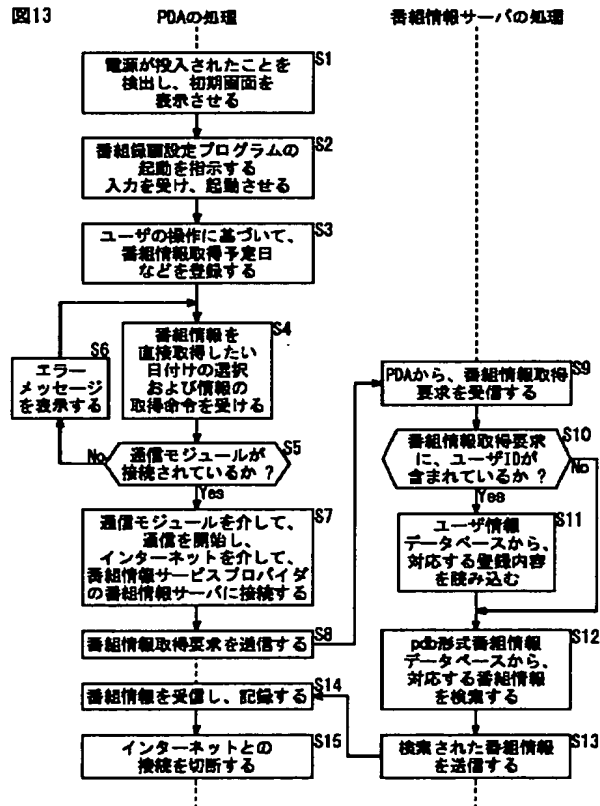 図13
PDAの処理
番組情報サーバの処理
S1
電源が投入されたことを
検出し、初期画面を
表示させる
S2
番組録画設定プログラムの
起動を指示する
入力を受け、起動させる
S3
ユーザの操作に基づいて、
番組情報取得予定日
などを登録する
S4
番組情報を
直接取得したい
日付けの選択
および情報の
取得命令を受ける
S6
エラー
メッセージ
を表示する
S5
通信モジュールが
接続されているか ?
No
Yes
S7
通信モジュールを介して、
通信を開始し、
インターネットを介して、
番組情報サービスプロバイダ
の番組情報サーバに接続する
S8
番組情報取得要求を送信する
S9
PDAから、番組情報取得
要求を受信する
S10
番組情報取得要求
に、ユーザIDが
含まれているか ?
No
Yes
S11
ユーザ情報
データベースから、
対応する登録内容
を読み込む
S12
pdb形式番組情報
データベースから、
対応する番組情報
を検索する
S13
検索された番組情報
を送信する
S14
番組情報を受信し、記録する
S15
インターネットとの
接続を切断する